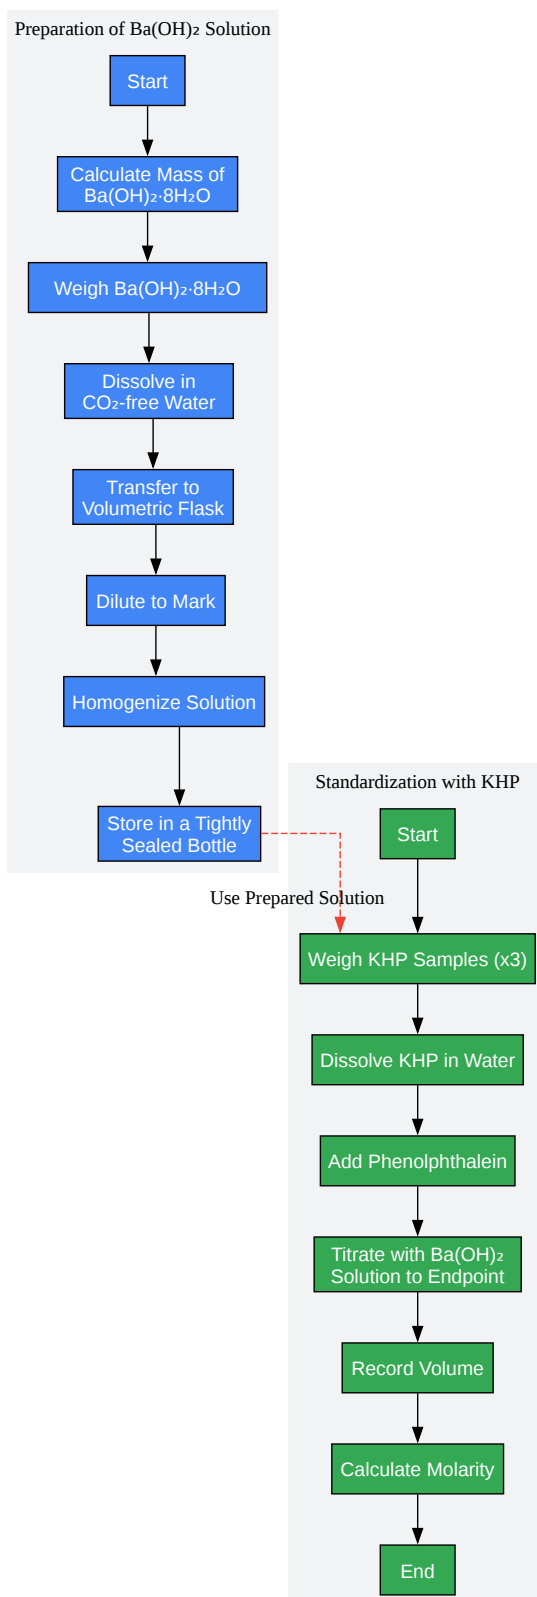 Preparation of Ba(OH)₂ Solution
Start
Calculate Mass of
Ba(OH)₂·8H₂O
Weigh Ba(OH)₂·8H₂O
Dissolve in
CO₂-free Water
Transfer to
Volumetric Flask
Dilute to Mark
Homogenize Solution
Store in a Tightly
Sealed Bottle
Use Prepared Solution
Standardization with KHP
Start
Weigh KHP Samples (x3)
Dissolve KHP in Water
Add Phenolphthalein
Titrate with Ba(OH)₂
Solution to Endpoint
Record Volume
Calculate Molarity
End